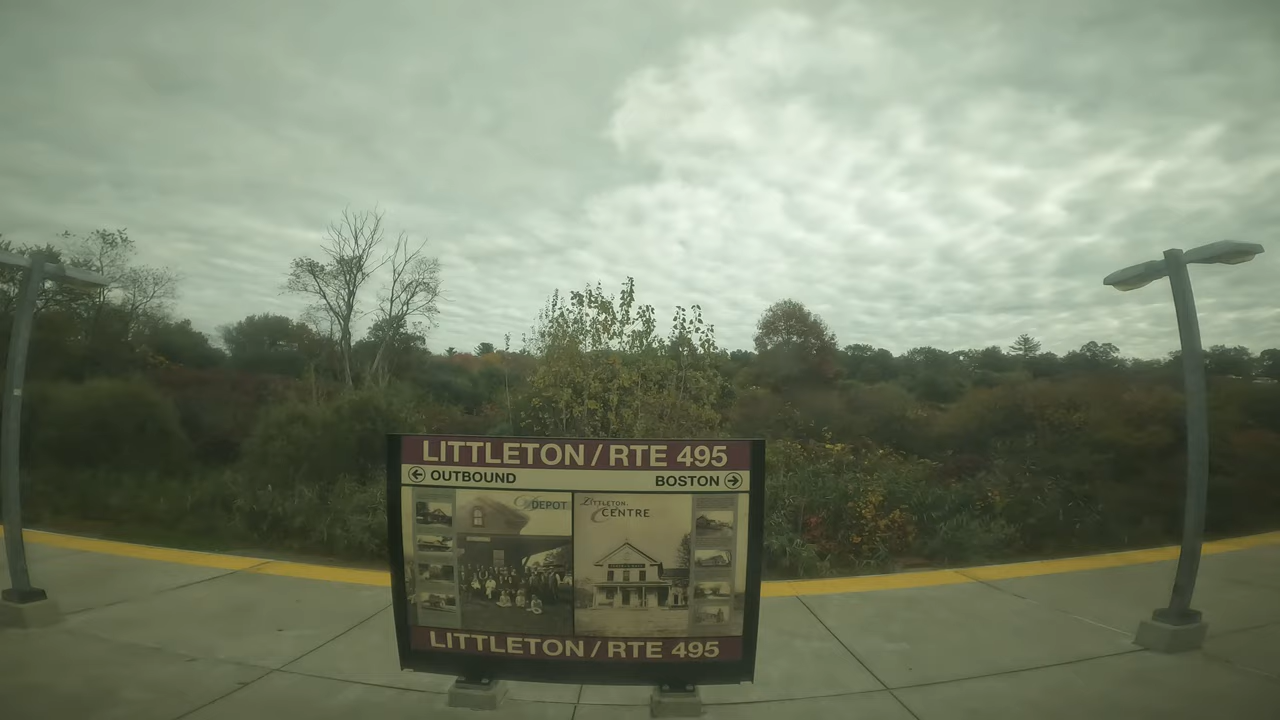 LITTLETON / RTE 495
OUTBOUND
BOSTON
DEPOT
LITTLETON
CENTRE
LITTLETON / RTE 495